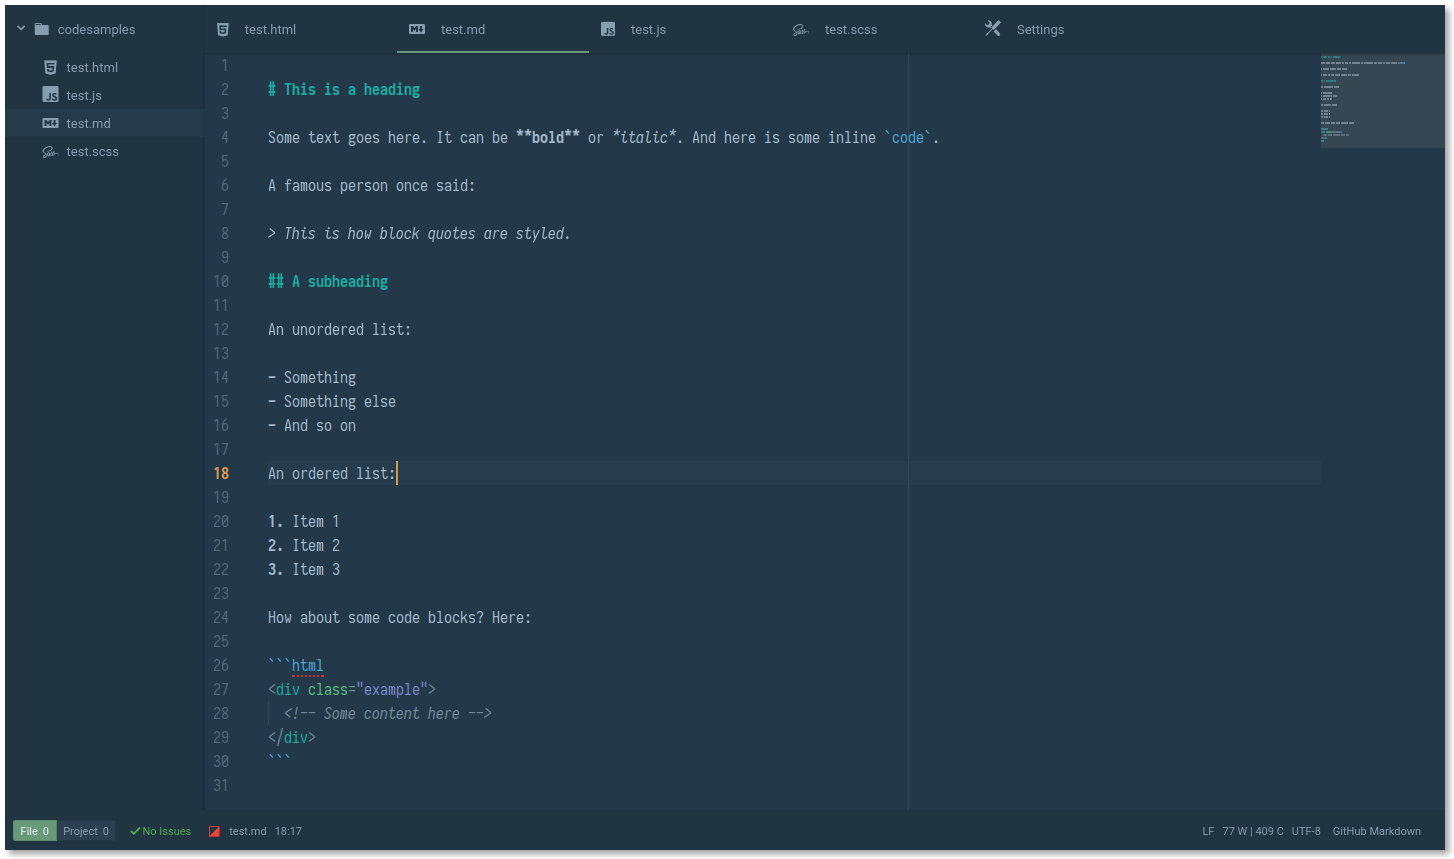 codesamples
test.html
test.js
test.md
test.scss
test.html test.md test.js test.scss Settings
1
2 # This is a heading
3
4 Some text goes here. It can be **bold** or *italic*. And here is some inline `code`.
5
6 A famous person once said:
7
8 > This is how block quotes are styled.
9
10 ## A subheading
11
12 An unordered list:
13
14 - Something
15 - Something else
16 - And so on
17
18 An ordered list:
19
20 1. Item 1
21 2. Item 2
22 3. Item 3
23
24 How about some code blocks? Here:
25
26 ```html
27 <div class="example">
28   <!-- Some content here -->
29 </div>
30 ```
31
File 0 Project 0 No Issues test.md 18:17 LF 77 W | 409 C UTF-8 GitHub Markdown